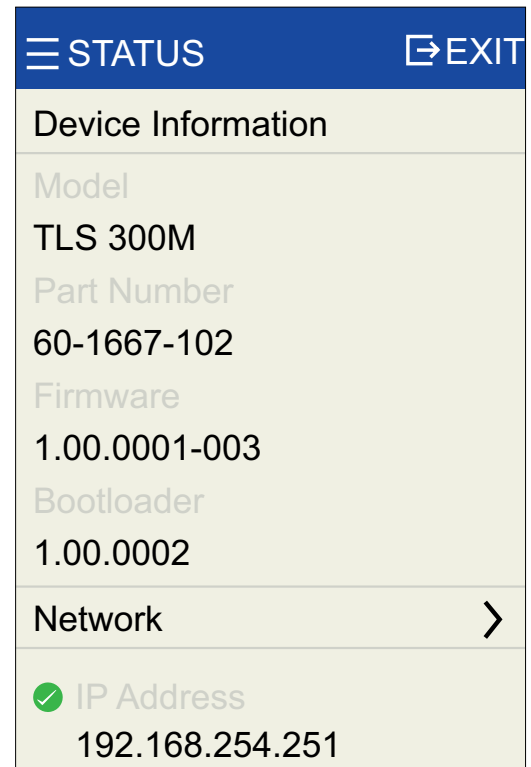 STATUS EXIT
Device Information
Model
TLS 300M
Part Number
60-1667-102
Firmware
1.00.0001-003
Bootloader
1.00.0002
Network
IP Address
192.168.254.251